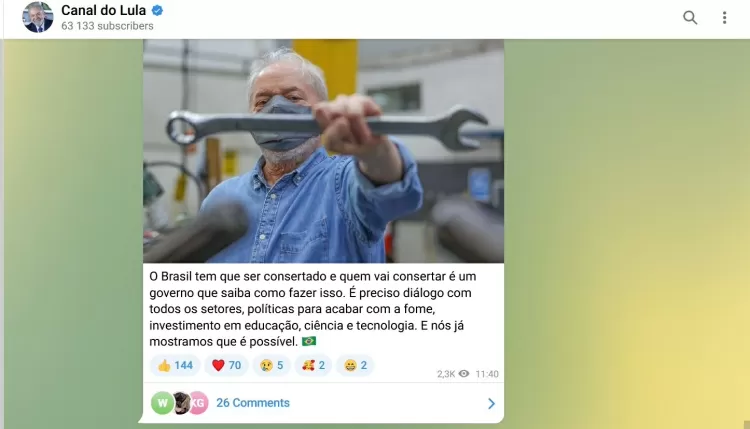 Canal do Lula
63 133 subscribers
O Brasil tem que ser consertado e quem vai consertar é um
governo que saiba como fazer isso. É preciso diálogo com
todos os setores, políticas para acabar com a fome,
investimento em educação, ciência e tecnologia. E nós já
mostramos que é possível. 🇧🇷
👍 144 ❤️ 70 😢 5 🥰 2 😁 2
2,3K 11:40
W KG 26 Comments